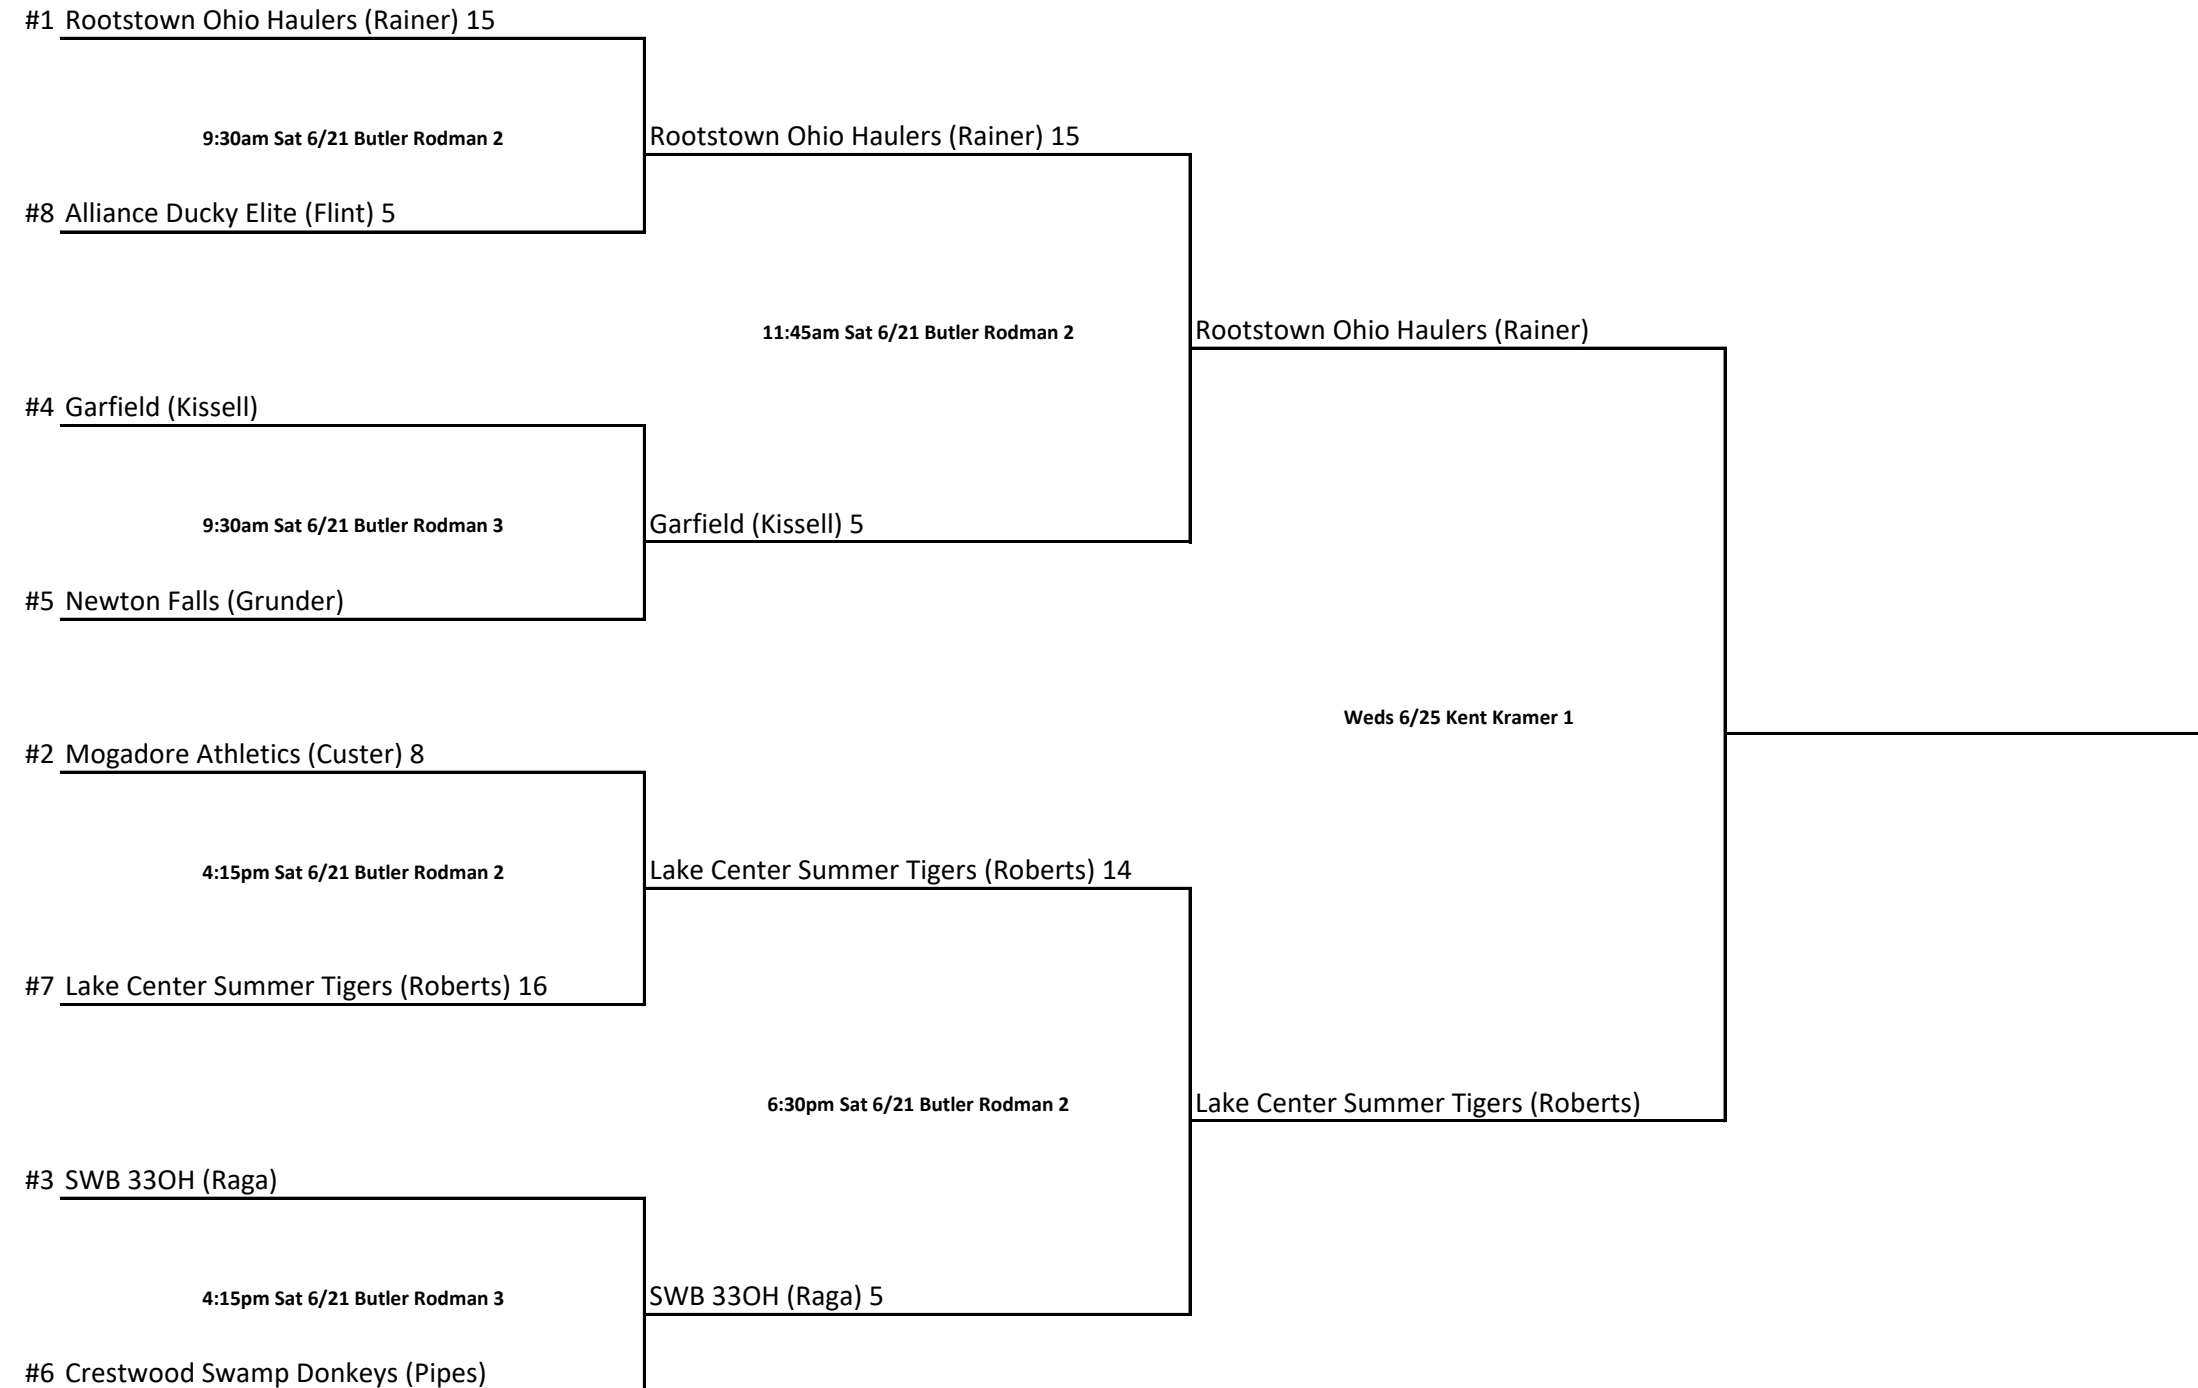 #1 Rootstown Ohio Haulers (Rainer) 15
9:30am Sat 6/21 Butler Rodman 2
Rootstown Ohio Haulers (Rainer) 15
#8 Alliance Ducky Elite (Flint) 5
11:45am Sat 6/21 Butler Rodman 2
Rootstown Ohio Haulers (Rainer)
#4 Garfield (Kissell)
9:30am Sat 6/21 Butler Rodman 3
Garfield (Kissell) 5
#5 Newton Falls (Grunder)
Weds 6/25 Kent Kramer 1
#2 Mogadore Athletics (Custer) 8
4:15pm Sat 6/21 Butler Rodman 2
Lake Center Summer Tigers (Roberts) 14
#7 Lake Center Summer Tigers (Roberts) 16
6:30pm Sat 6/21 Butler Rodman 2
Lake Center Summer Tigers (Roberts)
#3 SWB 33OH (Raga)
4:15pm Sat 6/21 Butler Rodman 3
SWB 33OH (Raga) 5
#6 Crestwood Swamp Donkeys (Pipes)